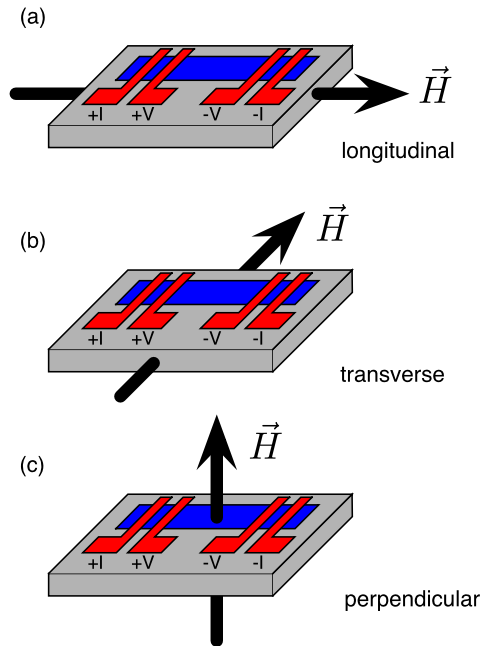 (a)
H⃗
+I +V -V -I
longitudinal
(b)
H⃗
+I +V -V -I
transverse
(c)
H⃗
+I +V -V -I
perpendicular